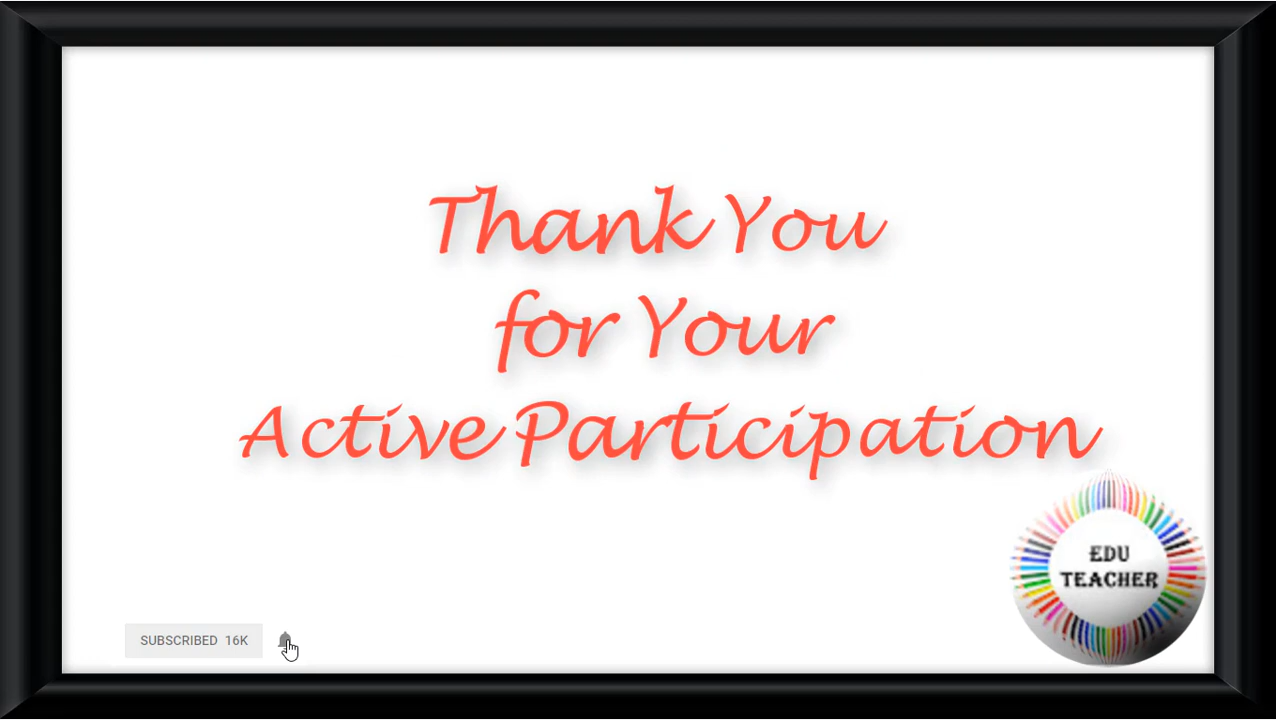 Thank You
for Your
Active Participation
EDU
TEACHER
SUBSCRIBED 16K